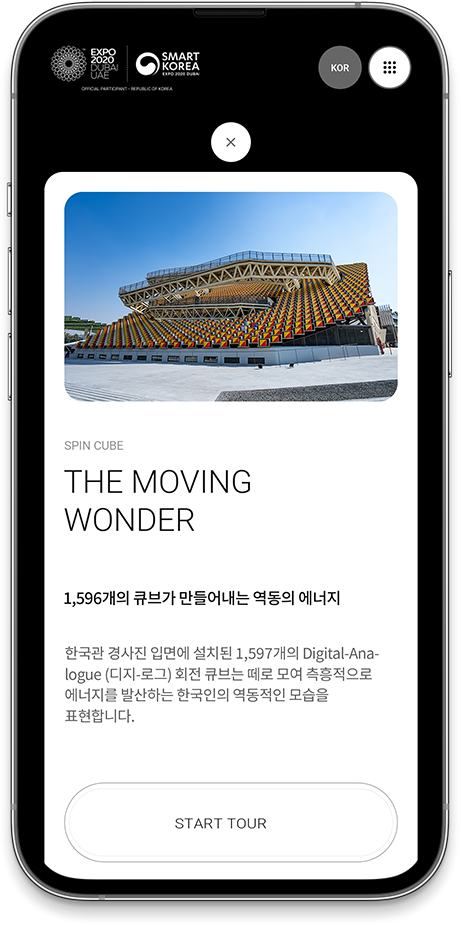 EXPO
2020
DUBAI
UAE
SMART
KOREA
EXPO 2020 DUBAI
OFFICIAL PARTICIPANT - REPUBLIC OF KOREA
KOR
SPIN CUBE
THE MOVING
WONDER
1,596개의 큐브가 만들어내는 역동의 에너지
한국관 경사진 입면에 설치된 1,597개의 Digital-Ana-
logue (디지-로그) 회전 큐브는 떼로 모여 측흥적으로
에너지를 발산하는 한국인의 역동적인 모습을
표현합니다.
START TOUR